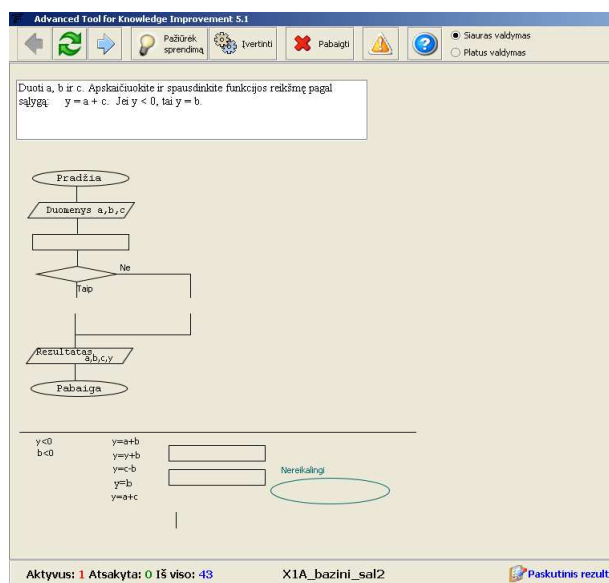 Advanced Tool for Knowledge Improvement 5.1
Pažiūrėk
sprendimą
Įvertinti
Pabaigti
Siauras valdymas
Platus valdymas
Duoti a, b ir c. Apskaičiuokite ir spausdinkite funkcijos reikšmę pagal
sąlygą: y = a + c. Jei y < 0, tai y = b.
Pradžia
Duomenys a,b,c
Ne
Taip
Rezultatas
a,b,c,y
Pabaiga
y<0
b<0
y=a+b
y=y+b
y=c-b
y=b
y=a+c
Nereikalingi
Aktyvus: 1 Atsakyta: 0 Iš viso: 43
X1A_bazini_sal2
Paskutinis rezult